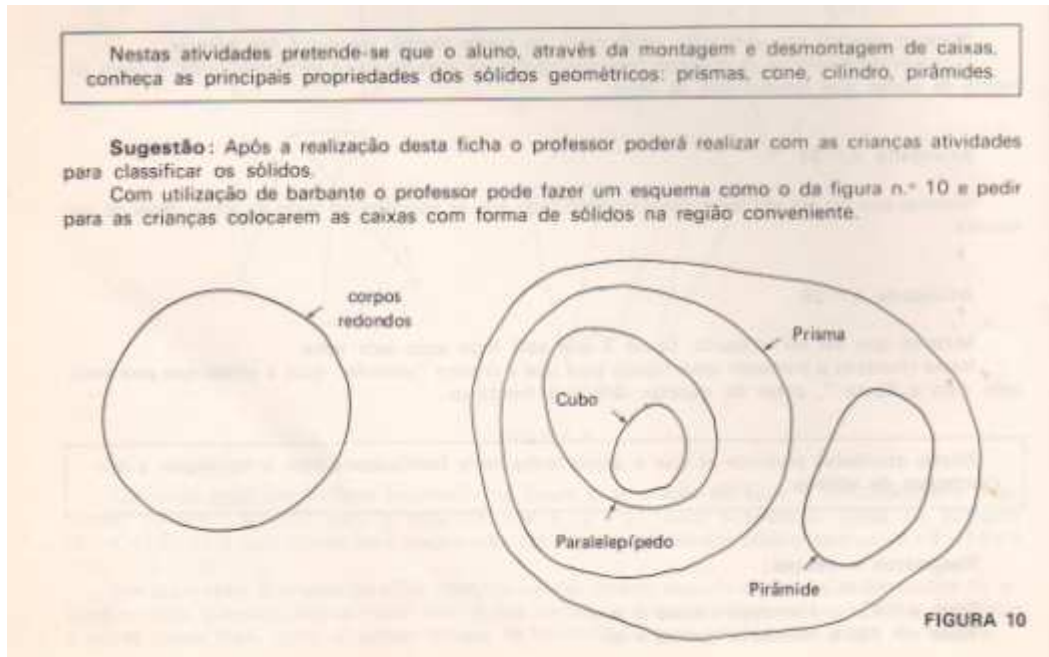 Nestas atividades pretende-se que o aluno, através da montagem e desmontagem de caixas,
conheça as principais propriedades dos sólidos geométricos: prismas, cone, cilindro, pirâmides.
Sugestão: Após a realização desta ficha o professor poderá realizar com as crianças atividades
para classificar os sólidos.
Com utilização de barbante o professor pode fazer um esquema como o da figura n.º 10 e pedir
para as crianças colocarem as caixas com forma de sólidos na região conveniente.
corpos
redondos
Prisma
Cubo
Paralelepípedo
Pirâmide
FIGURA 10